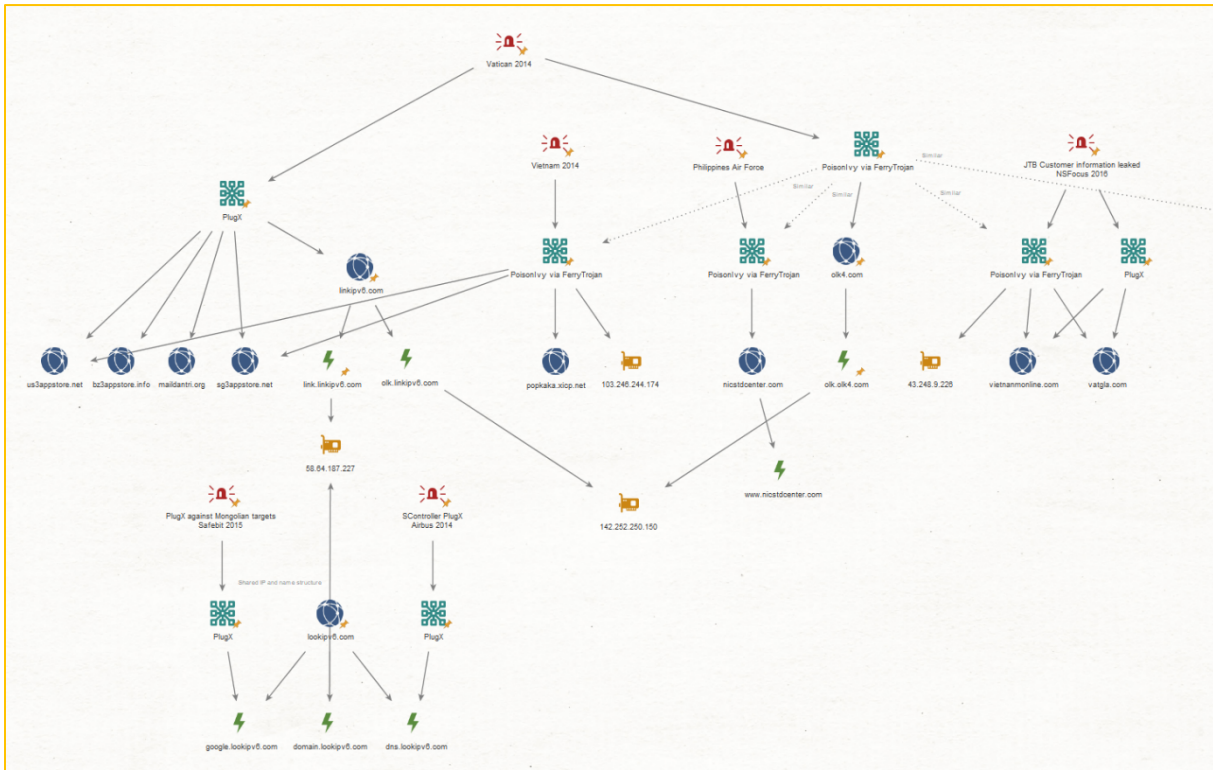 Vatican 2014
Vietnam 2014
Philippines Air Force
PoisonIvy via FerryTrojan
Similar
JTB Customer information leaked
NSFocus 2016
Similar
Similar
Similar
PlugX
PoisonIvy via FerryTrojan
PoisonIvy via FerryTrojan
olk4.com
PoisonIvy via FerryTrojan
PlugX
linkipv6.com
us3appstore.net
bz3appstore.info
maildantri.org
sg3appstore.net
link.linkipv6.com
olk.linkipv6.com
popkaka.xicp.net
103.246.244.174
nicstdcenter.com
olk.olk4.com
43.248.9.226
vietnanmonline.com
vatgla.com
58.64.187.227
www.nicstdcenter.com
PlugX against Mongolian targets
Safebit 2015
SController PlugX
Airbus 2014
142.252.250.150
Shared IP and name structure
PlugX
lookipv6.com
PlugX
google.lookipv6.com
domain.lookipv6.com
dns.lookipv6.com